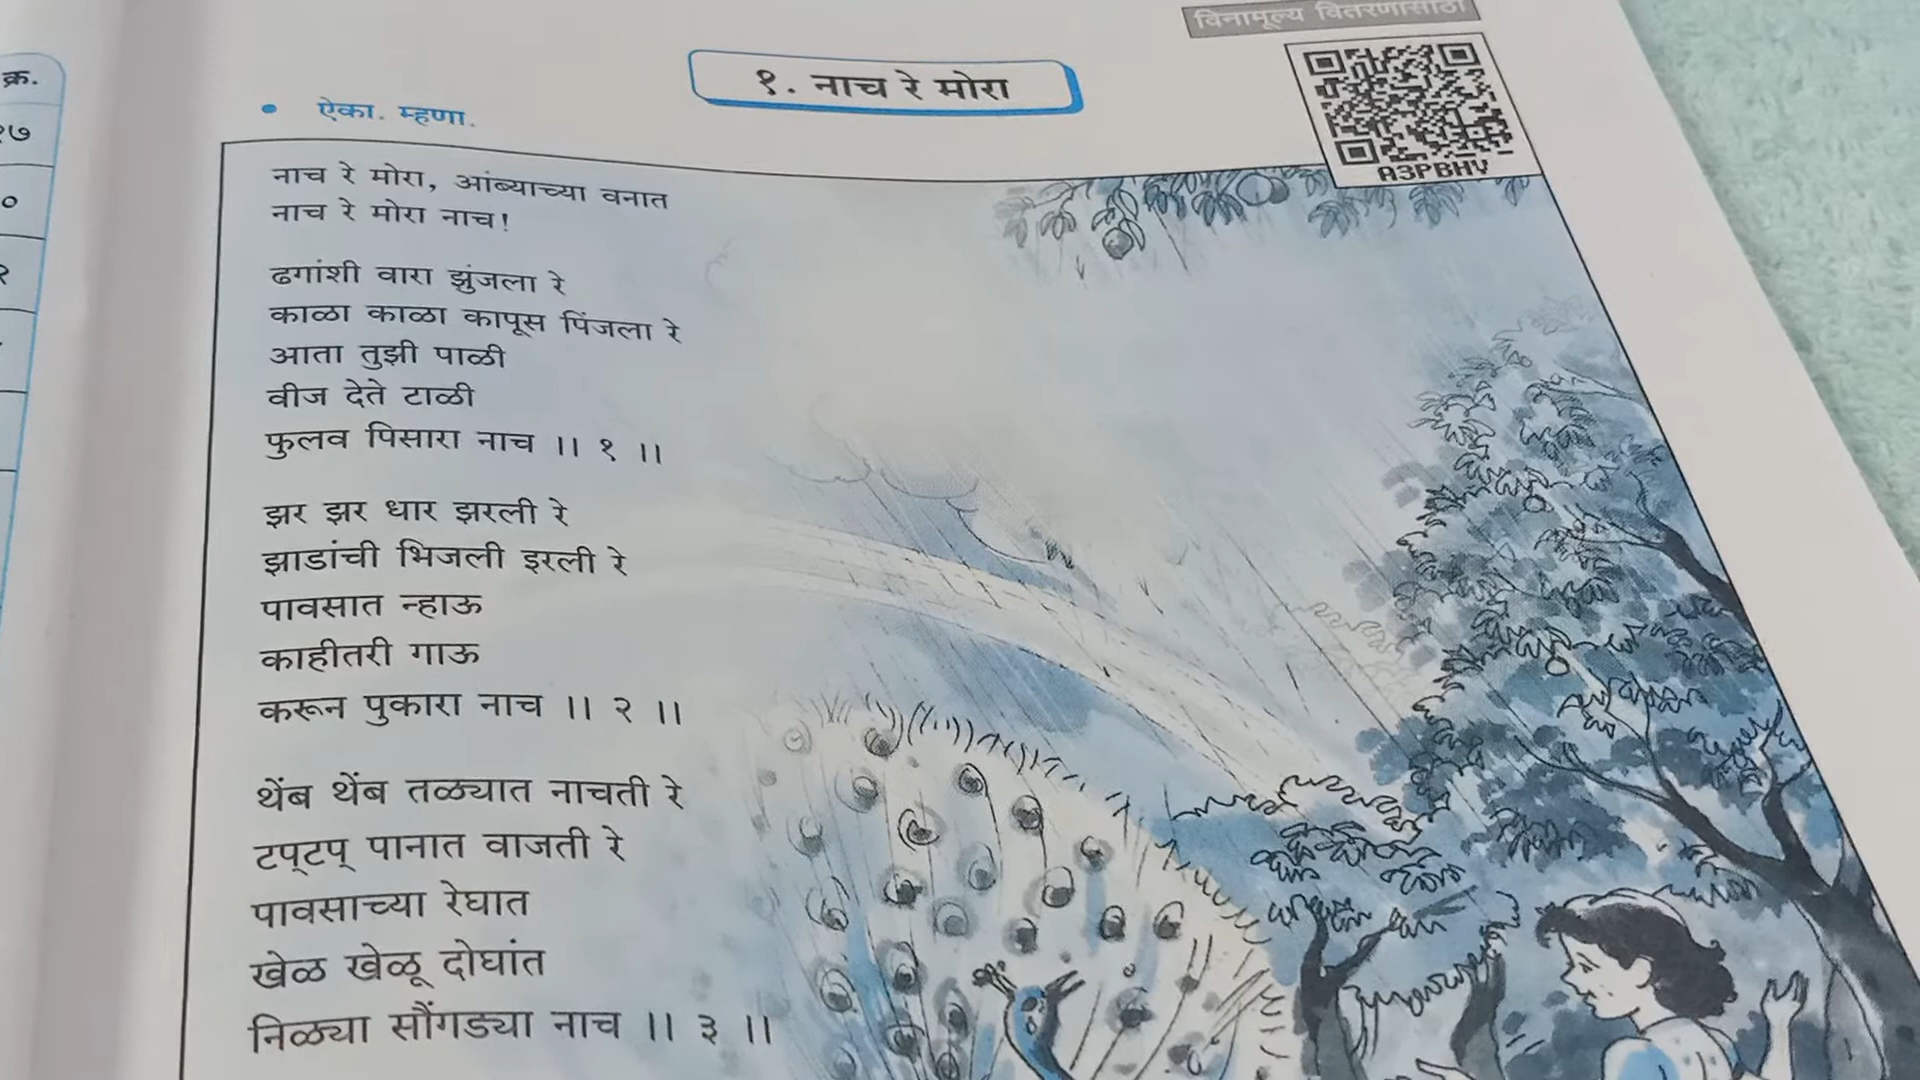 विनामूल्य वितरणासाठी
क्र.
१. नाच रे मोरा
• ऐका. म्हणा.
A3PBHV
नाच रे मोरा, आंब्याच्या वनात
नाच रे मोरा नाच!
ढगांशी वारा झुंजला रे
काळा काळा कापूस पिंजला रे
आता तुझी पाळी
वीज देते टाळी
फुलव पिसारा नाच ।। १ ।।
झर झर धार झरली रे
झाडांची भिजली इरली रे
पावसात न्हाऊ
काहीतरी गाऊ
करून पुकारा नाच ।। २ ।।
थेंब थेंब तळ्यात नाचती रे
टप्‌टप् पानात वाजती रे
पावसाच्या रेघात
खेळ खेळू दोघांत
निळ्या सौंगड्या नाच ।। ३ ।।